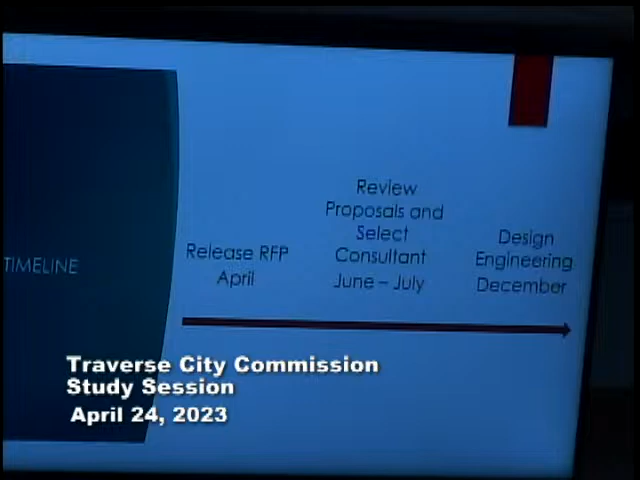 TIMELINE
Release RFP
April
Review
Proposals and
Select
Consultant
June – July
Design
Engineering
December
Traverse City Commission
Study Session
April 24, 2023